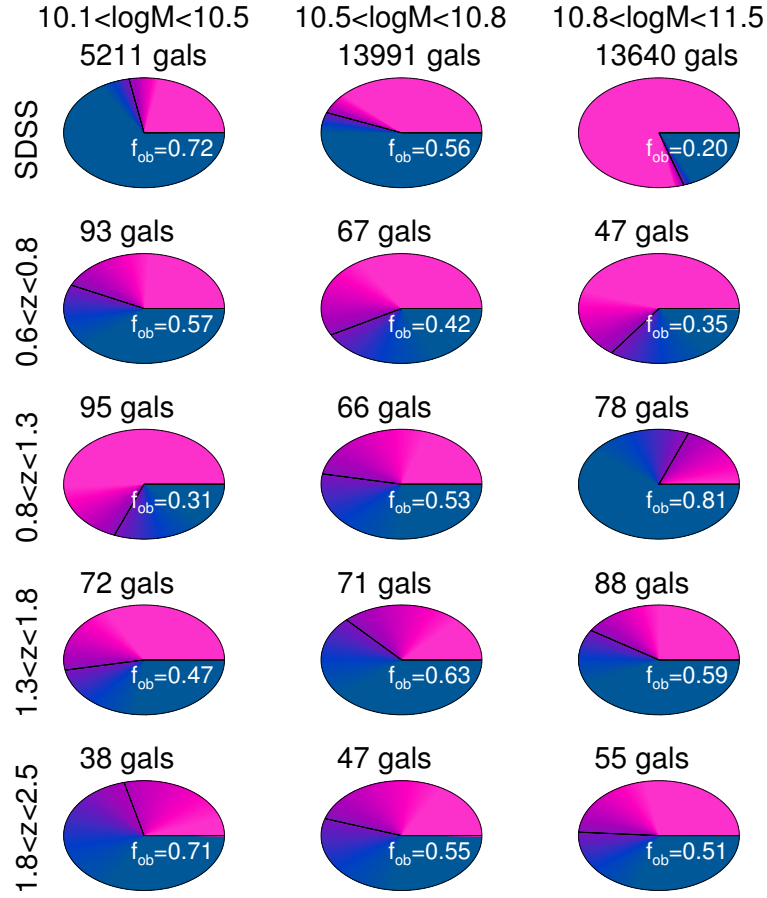 10.1<logM<10.5 10.5<logM<10.8 10.8<logM<11.5
5211 gals 13991 gals 13640 gals
SDSS
f_ob=0.72 f_ob=0.56 f_ob=0.20
93 gals 67 gals 47 gals
0.6<z<0.8
f_ob=0.57 f_ob=0.42 f_ob=0.35
95 gals 66 gals 78 gals
0.8<z<1.3
f_ob=0.31 f_ob=0.53 f_ob=0.81
72 gals 71 gals 88 gals
1.3<z<1.8
f_ob=0.47 f_ob=0.63 f_ob=0.59
38 gals 47 gals 55 gals
1.8<z<2.5
f_ob=0.71 f_ob=0.55 f_ob=0.51